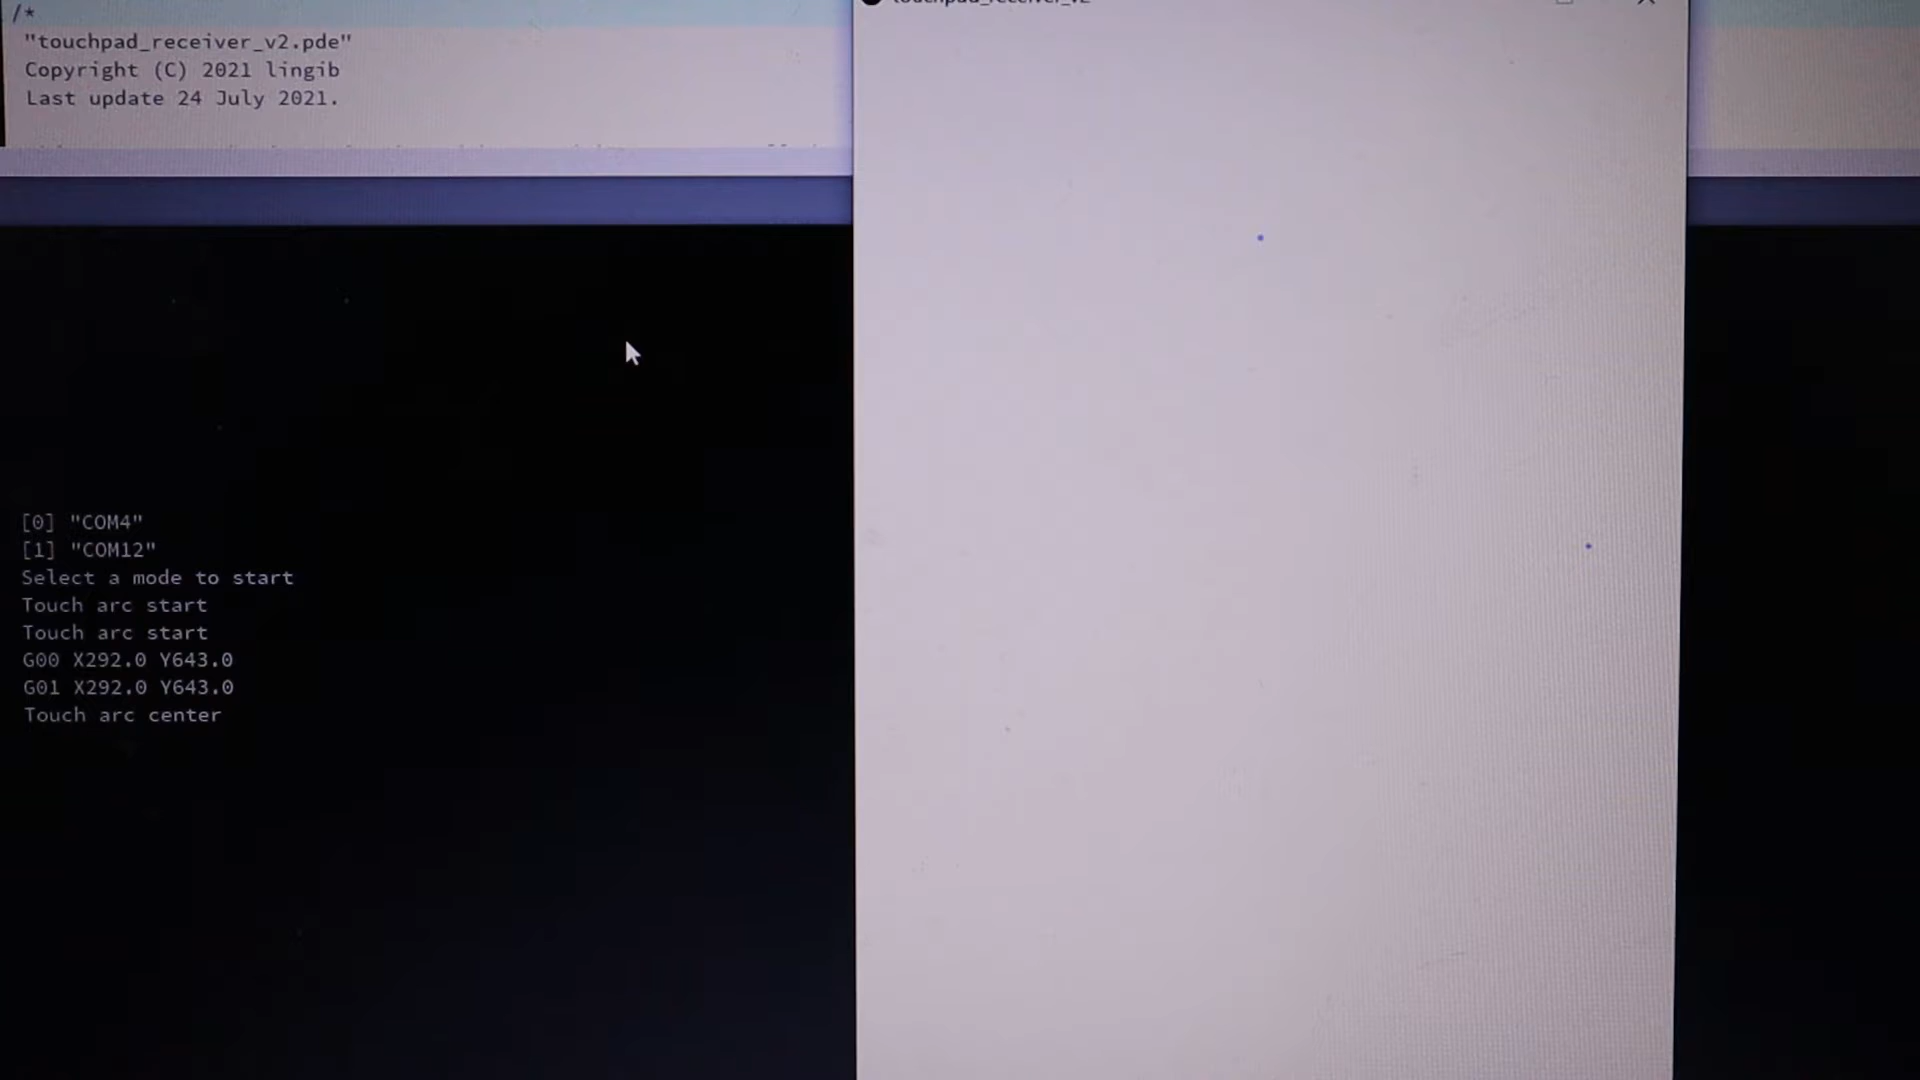 /*
"touchpad_receiver_v2.pde"
Copyright (C) 2021 lingib
Last update 24 July 2021.
touchpad_receiver_v2
[0] "COM4"
[1] "COM12"
Select a mode to start
Touch arc start
Touch arc start
G00 X292.0 Y643.0
G01 X292.0 Y643.0
Touch arc center